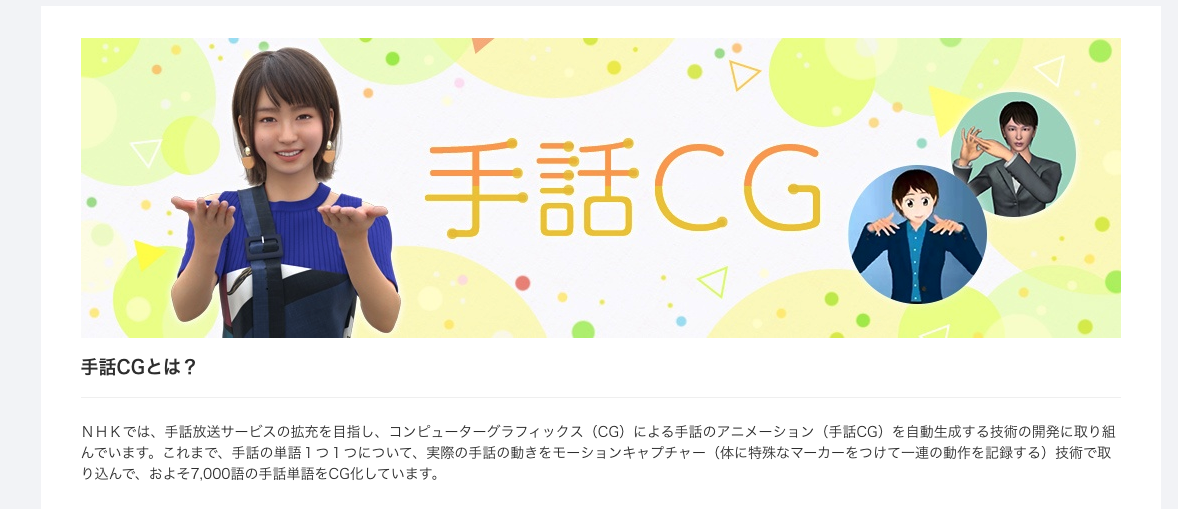 手話CG
手話CGとは？
ＮＨＫでは、手話放送サービスの拡充を目指し、コンピューターグラフィックス（CG）による手話のアニメーション（手話CG）を自動生成する技術の開発に取り組
んでいます。これまで、手話の単語１つ１つについて、実際の手話の動きをモーションキャプチャー（体に特殊なマーカーをつけて一連の動作を記録する）技術で取
り込んで、およそ7,000語の手話単語をCG化しています。